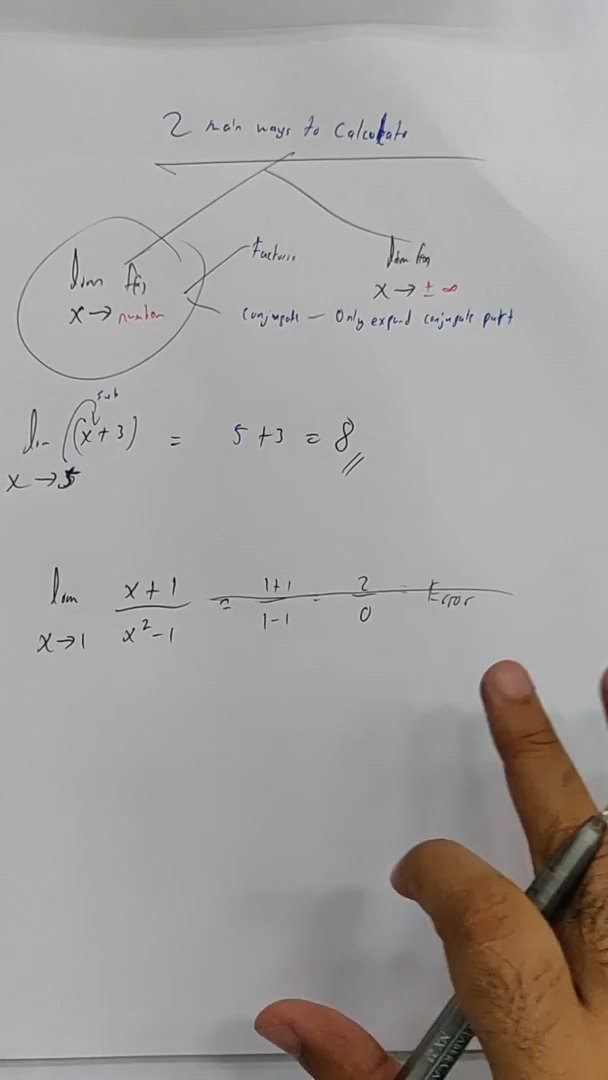 2 main ways to Calculate
lim f(x)
x → number
Factorise
Conjugate — Only expand conjugate part
lim f(x)
x → ± ∞
sub
lim (x+3) = 5+3 = 8
x → 5
lim x+1 / x²-1 = 1+1 / 1-1 = 2 / 0 = Error
x → 1